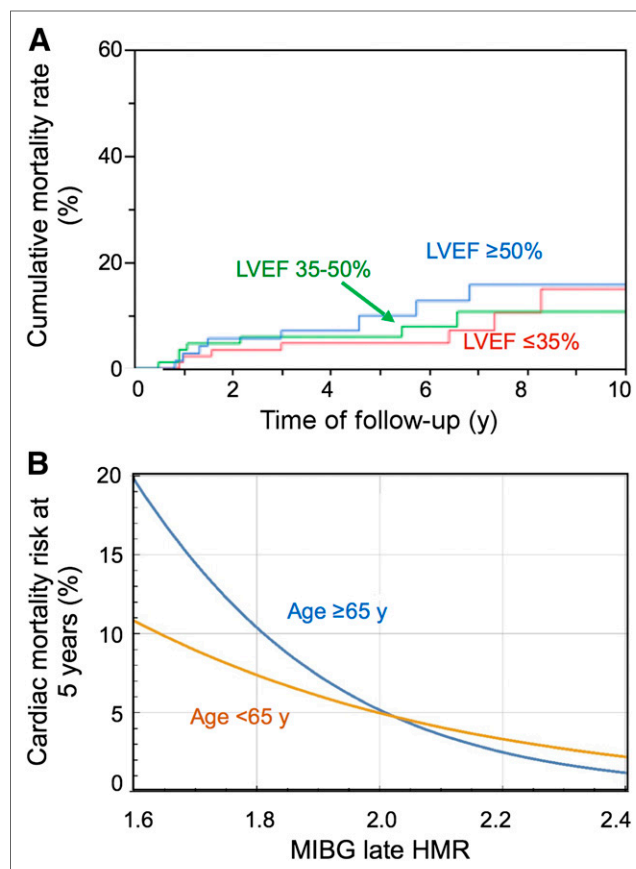 A
Cumulative mortality rate
(%)
60
40
20
0
LVEF ≥50%
LVEF 35-50%
LVEF ≤35%
0 2 4 6 8 10
Time of follow-up (y)
B
Cardiac mortality risk at
5 years (%)
20
15
10
5
0
Age ≥65 y
Age <65 y
1.6 1.8 2.0 2.2 2.4
MIBG late HMR